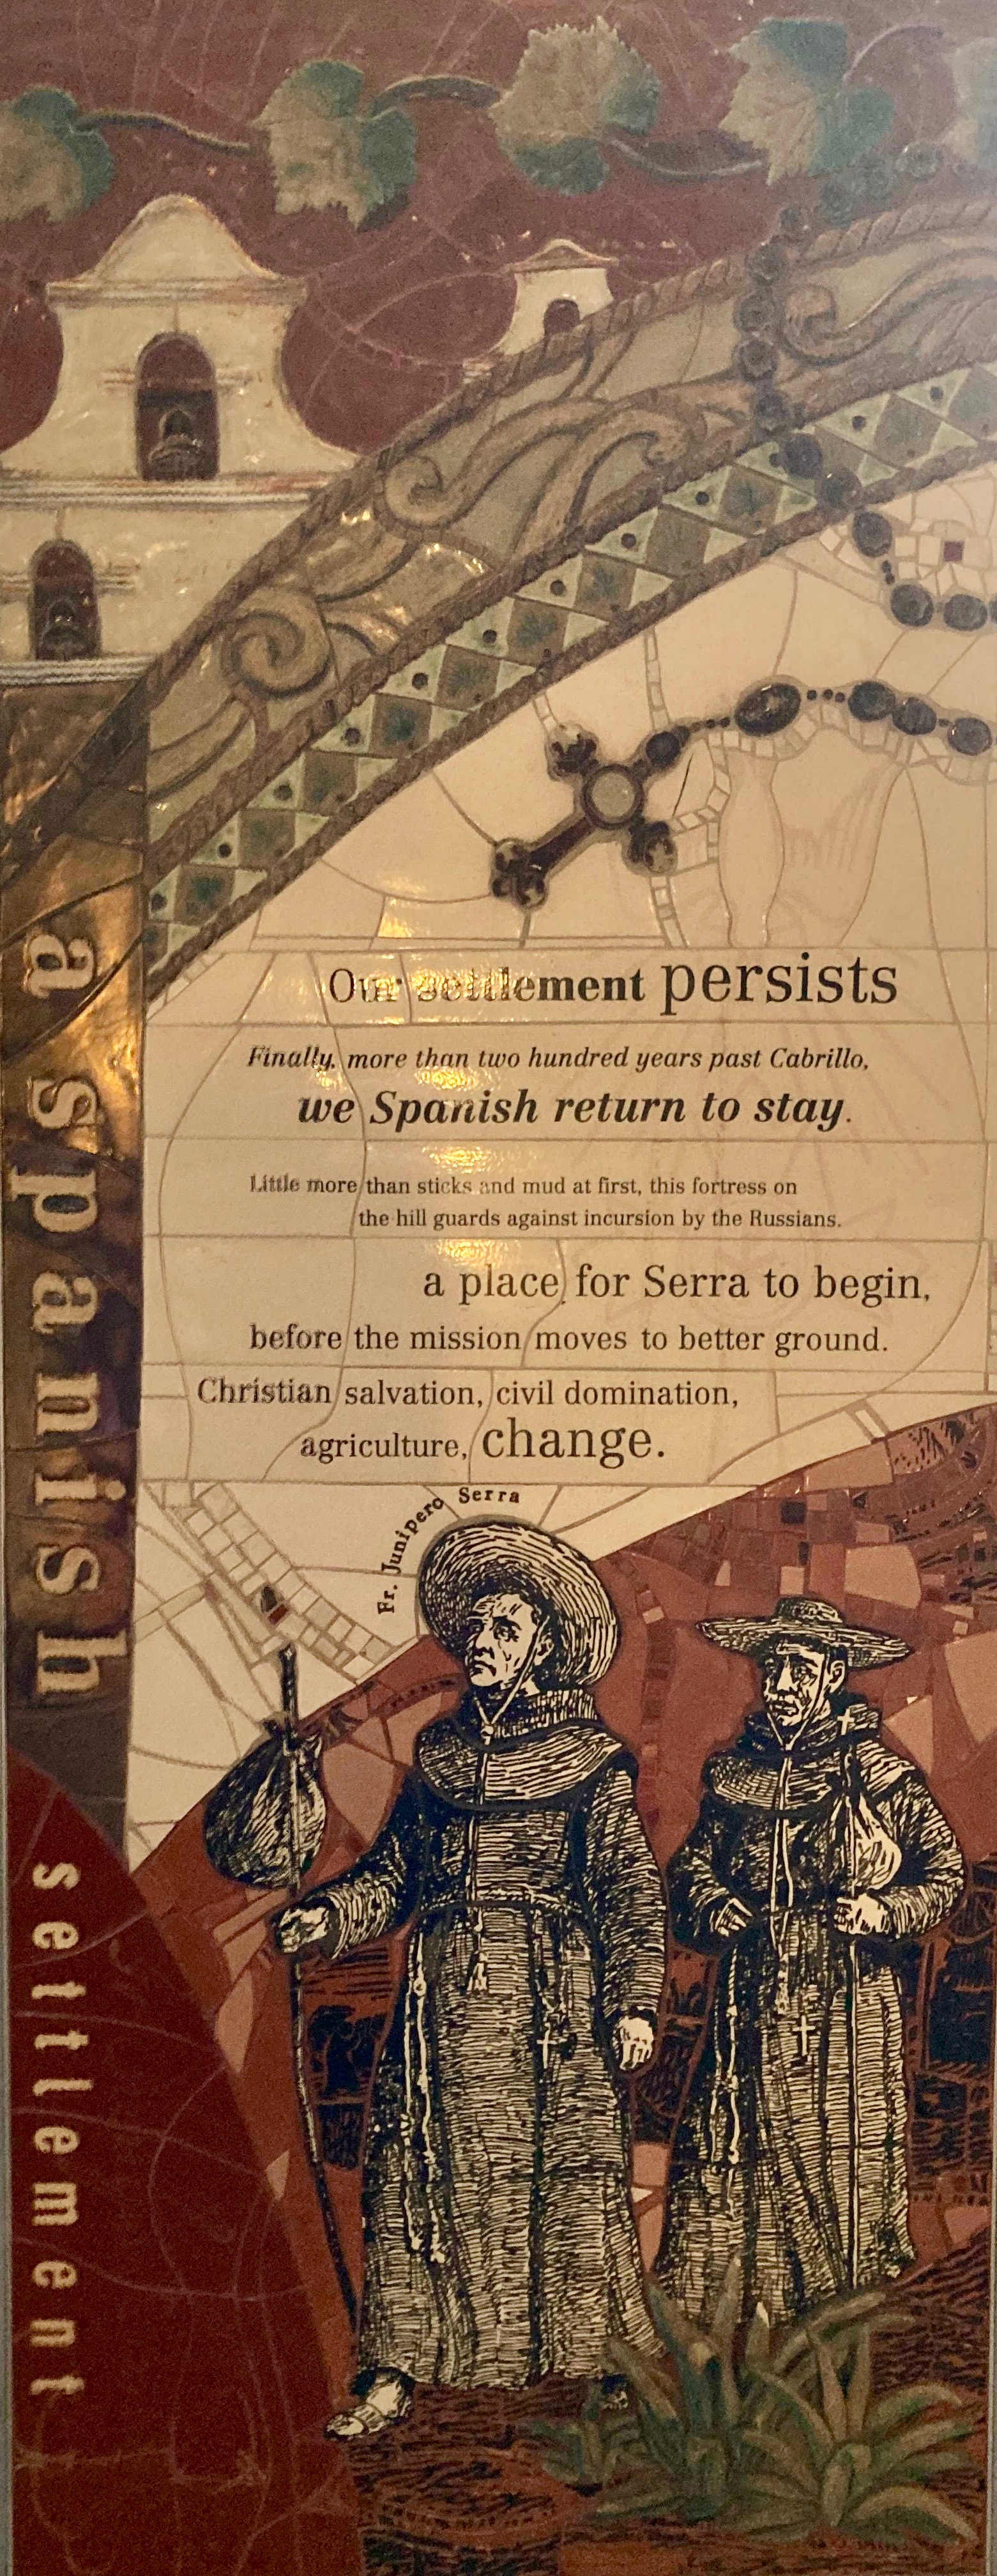 a spanish
settlement
Our settlement persists
Finally, more than two hundred years past Cabrillo,
we Spanish return to stay.
Little more than sticks and mud at first, this fortress on
the hill guards against incursion by the Russians.
a place for Serra to begin,
before the mission moves to better ground.
Christian salvation, civil domination,
agriculture, change.
Fr. Junipero Serra